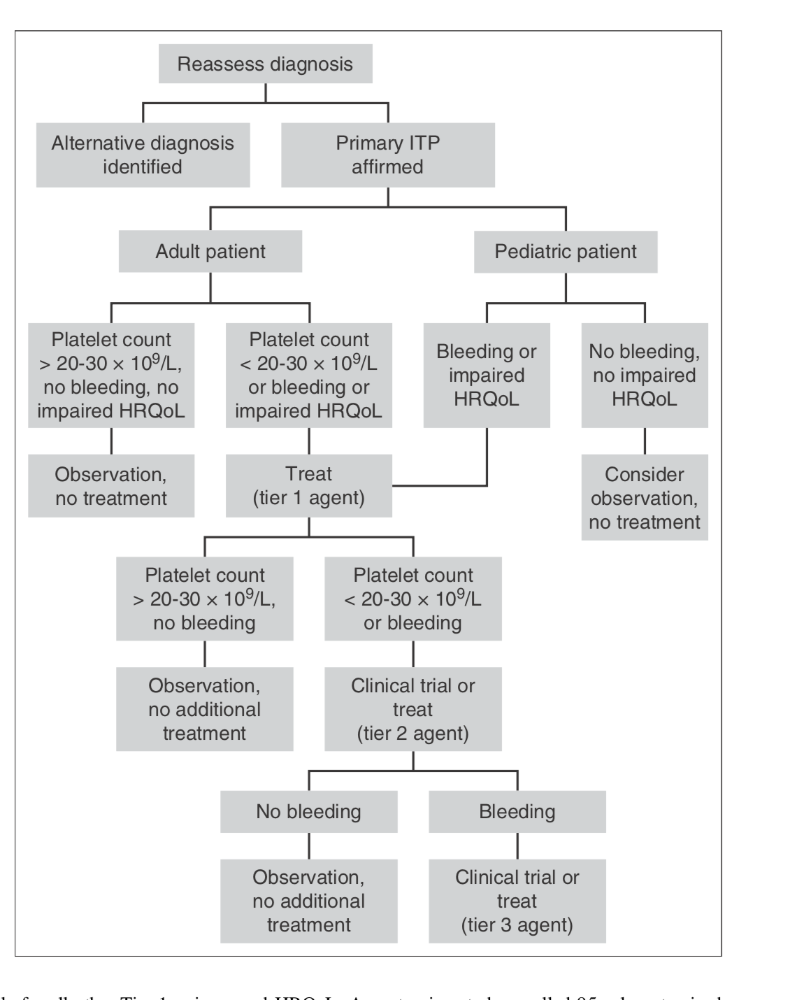 Reassess diagnosis
Alternative diagnosis
identified
Primary ITP
affirmed
Adult patient
Pediatric patient
Platelet count
> 20-30 × 10⁹/L,
no bleeding, no
impaired HRQoL
Platelet count
< 20-30 × 10⁹/L
or bleeding or
impaired HRQoL
Bleeding or
impaired
HRQoL
No bleeding,
no impaired
HRQoL
Observation,
no treatment
Treat
(tier 1 agent)
Consider
observation,
no treatment
Platelet count
> 20-30 × 10⁹/L,
no bleeding
Platelet count
< 20-30 × 10⁹/L
or bleeding
Observation,
no additional
treatment
Clinical trial or
treat
(tier 2 agent)
No bleeding
Bleeding
Observation,
no additional
treatment
Clinical trial or
treat
(tier 3 agent)